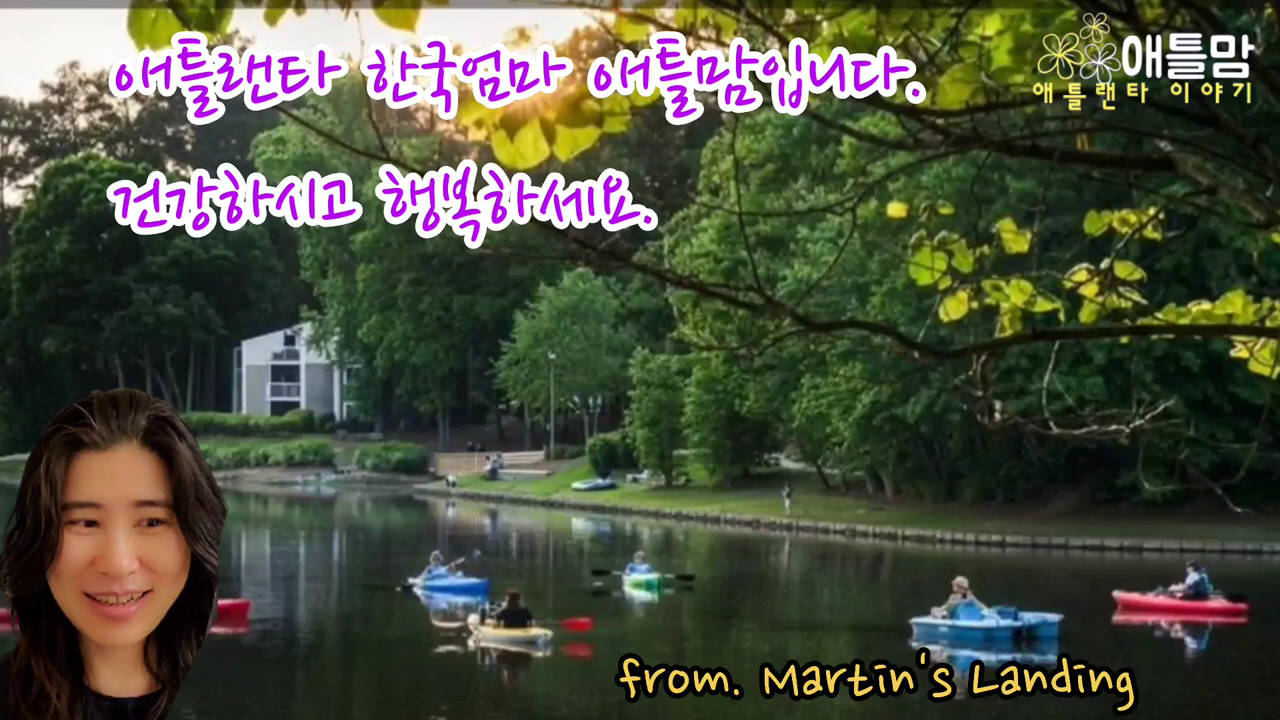 애틀랜타 한국엄마 애틀맘입니다.
건강하시고 행복하세요.
애틀맘
애틀랜타 이야기
from. Martin's Landing